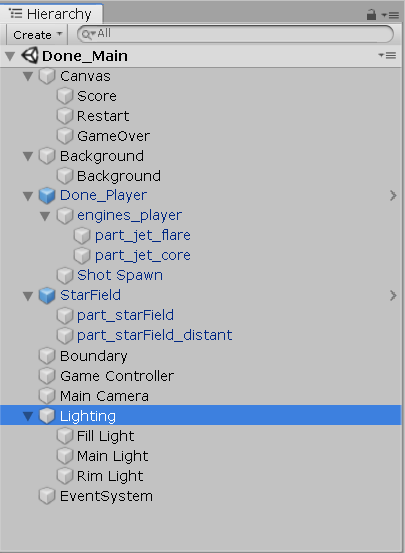 Hierarchy
Create All
Done_Main
Canvas
Score
Restart
GameOver
Background
Background
Done_Player
engines_player
part_jet_flare
part_jet_core
Shot Spawn
StarField
part_starField
part_starField_distant
Boundary
Game Controller
Main Camera
Lighting
Fill Light
Main Light
Rim Light
EventSystem